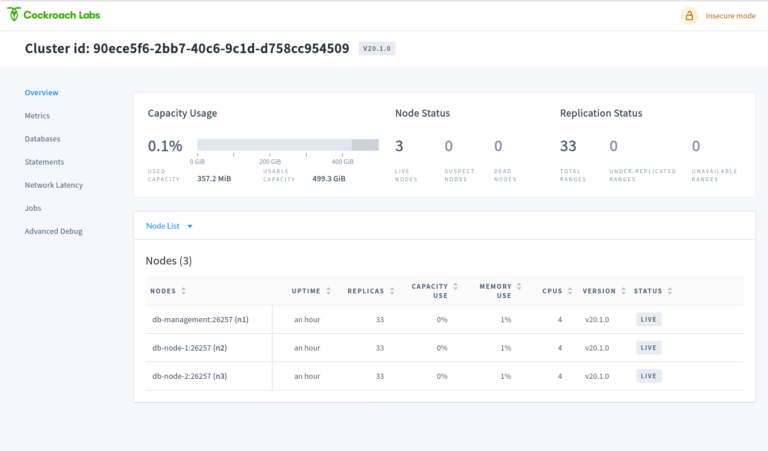 Cockroach Labs
Insecure mode
Cluster id: 90ece5f6-2bb7-40c6-9c1d-d758cc954509 V20.1.0
Overview
Metrics
Databases
Statements
Network Latency
Jobs
Advanced Debug
Capacity Usage
0.1%
0 GiB 200 GiB 400 GiB
USED CAPACITY 357.2 MiB
USABLE CAPACITY 499.3 GiB
Node Status
3 0 0
LIVE NODES
SUSPECT NODES
DEAD NODES
Replication Status
33 0 0
TOTAL RANGES
UNDER-REPLICATED RANGES
UNAVAILABLE RANGES
Node List
Nodes (3)
NODES UPTIME REPLICAS CAPACITY USE MEMORY USE CPUS VERSION STATUS
db-management:26257 (n1) an hour 33 0% 1% 4 v20.1.0 LIVE
db-node-1:26257 (n2) an hour 33 0% 1% 4 v20.1.0 LIVE
db-node-2:26257 (n3) an hour 33 0% 1% 4 v20.1.0 LIVE